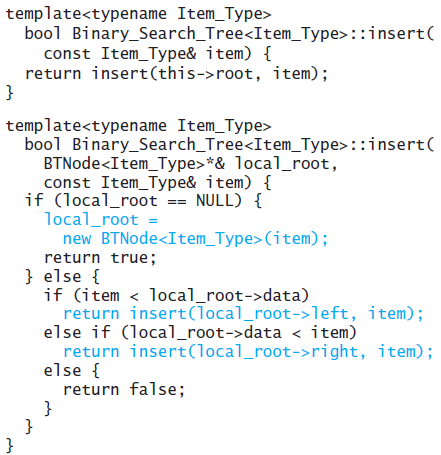 template<typename Item_Type>
  bool Binary_Search_Tree<Item_Type>::insert(
    const Item_Type& item) {
  return insert(this->root, item);
}
template<typename Item_Type>
  bool Binary_Search_Tree<Item_Type>::insert(
    BTNode<Item_Type>*& local_root,
    const Item_Type& item) {
  if (local_root == NULL) {
    local_root =
      new BTNode<Item_Type>(item);
    return true;
  } else {
    if (item < local_root->data)
      return insert(local_root->left, item);
    else if (local_root->data < item)
      return insert(local_root->right, item);
    else {
      return false;
    }
  }
}